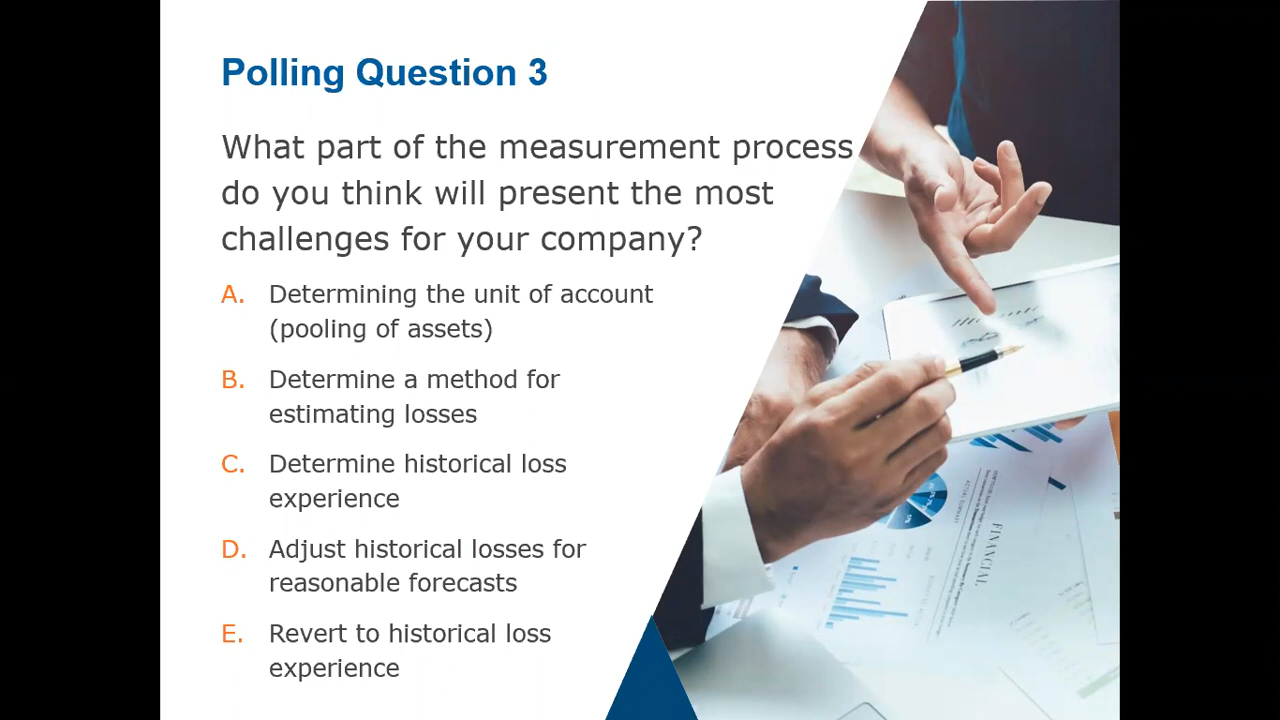 Polling Question 3
What part of the measurement process
do you think will present the most
challenges for your company?
A. Determining the unit of account
(pooling of assets)
B. Determine a method for
estimating losses
C. Determine historical loss
experience
D. Adjust historical losses for
reasonable forecasts
E. Revert to historical loss
experience
FINANCIAL